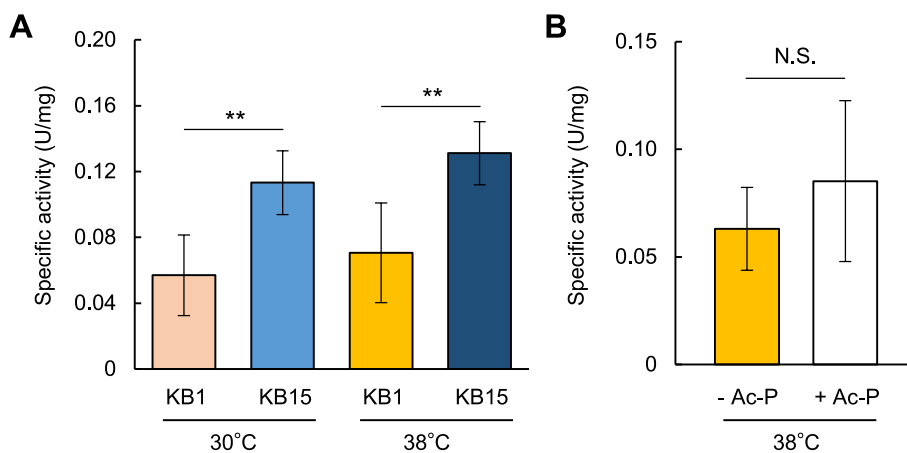 A
Specific activity (U/mg)
0.20
0.16
0.12
0.08
0.04
0
**
**
KB1 KB15 KB1 KB15
30°C 38°C
B
Specific activity (U/mg)
0.15
0.10
0.05
0
N.S.
- Ac-P + Ac-P
38°C